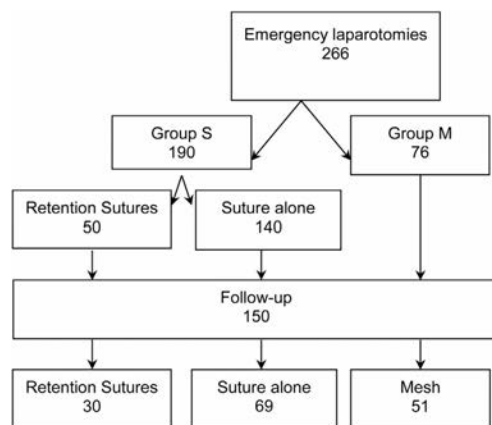 Emergency laparotomies
266
Group S
190
Group M
76
Retention Sutures
50
Suture alone
140
Follow-up
150
Retention Sutures
30
Suture alone
69
Mesh
51